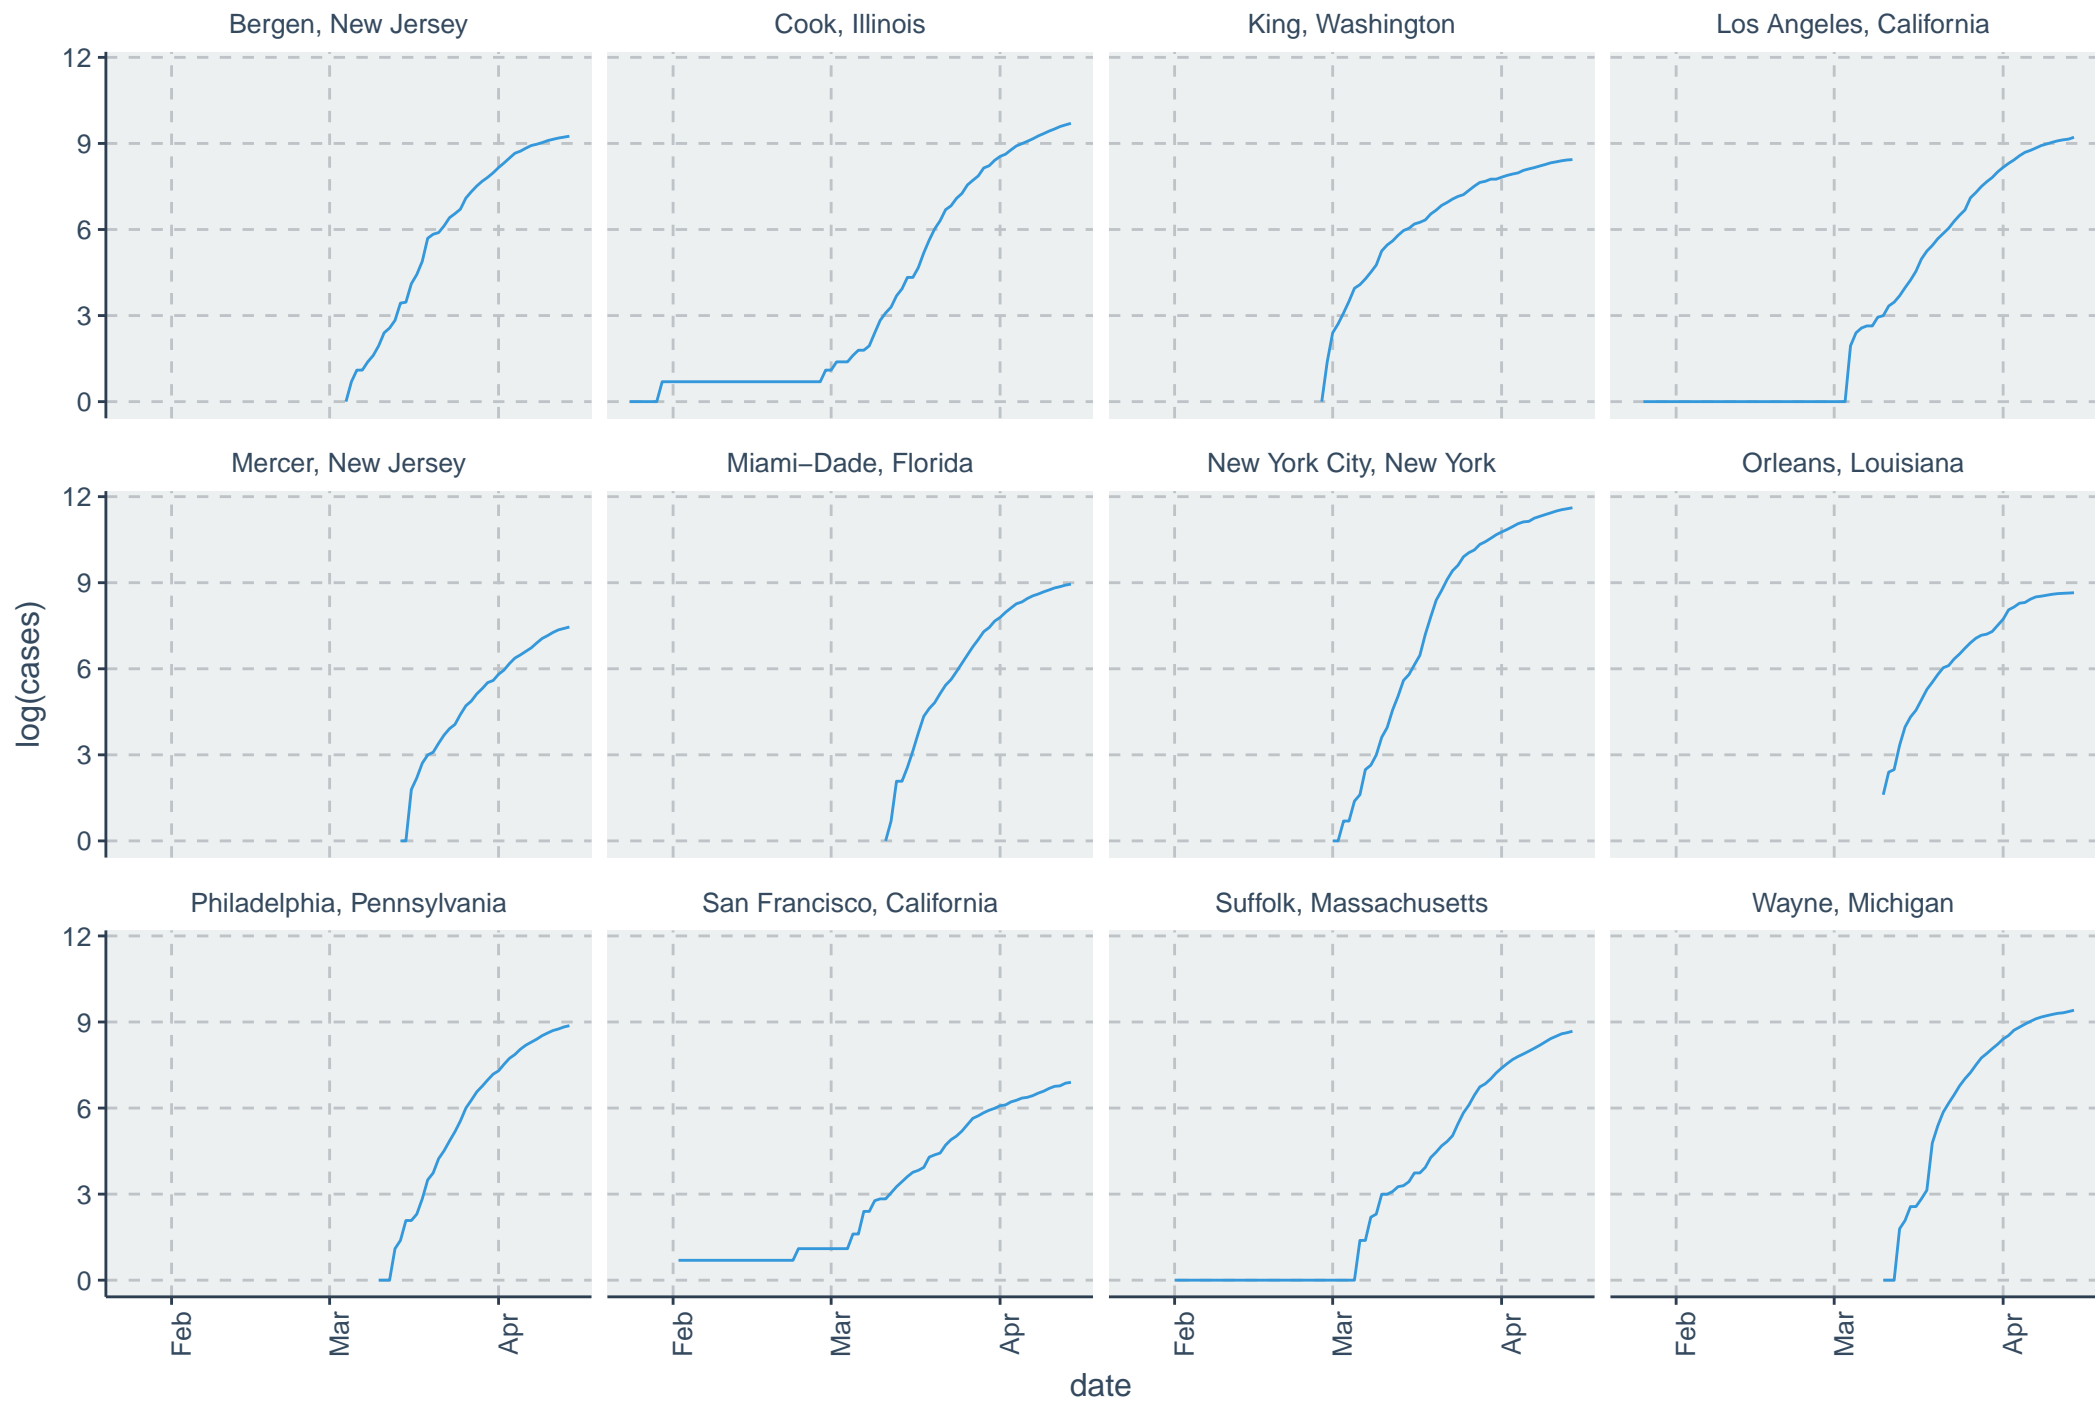 Bergen, New Jersey
Cook, Illinois
King, Washington
Los Angeles, California
12
9
6
3
0
Mercer, New Jersey
Miami−Dade, Florida
New York City, New York
Orleans, Louisiana
12
9
6
3
0
log(cases)
Philadelphia, Pennsylvania
San Francisco, California
Suffolk, Massachusetts
Wayne, Michigan
12
9
6
3
0
Feb
Mar
Apr
Feb
Mar
Apr
Feb
Mar
Apr
Feb
Mar
Apr
date